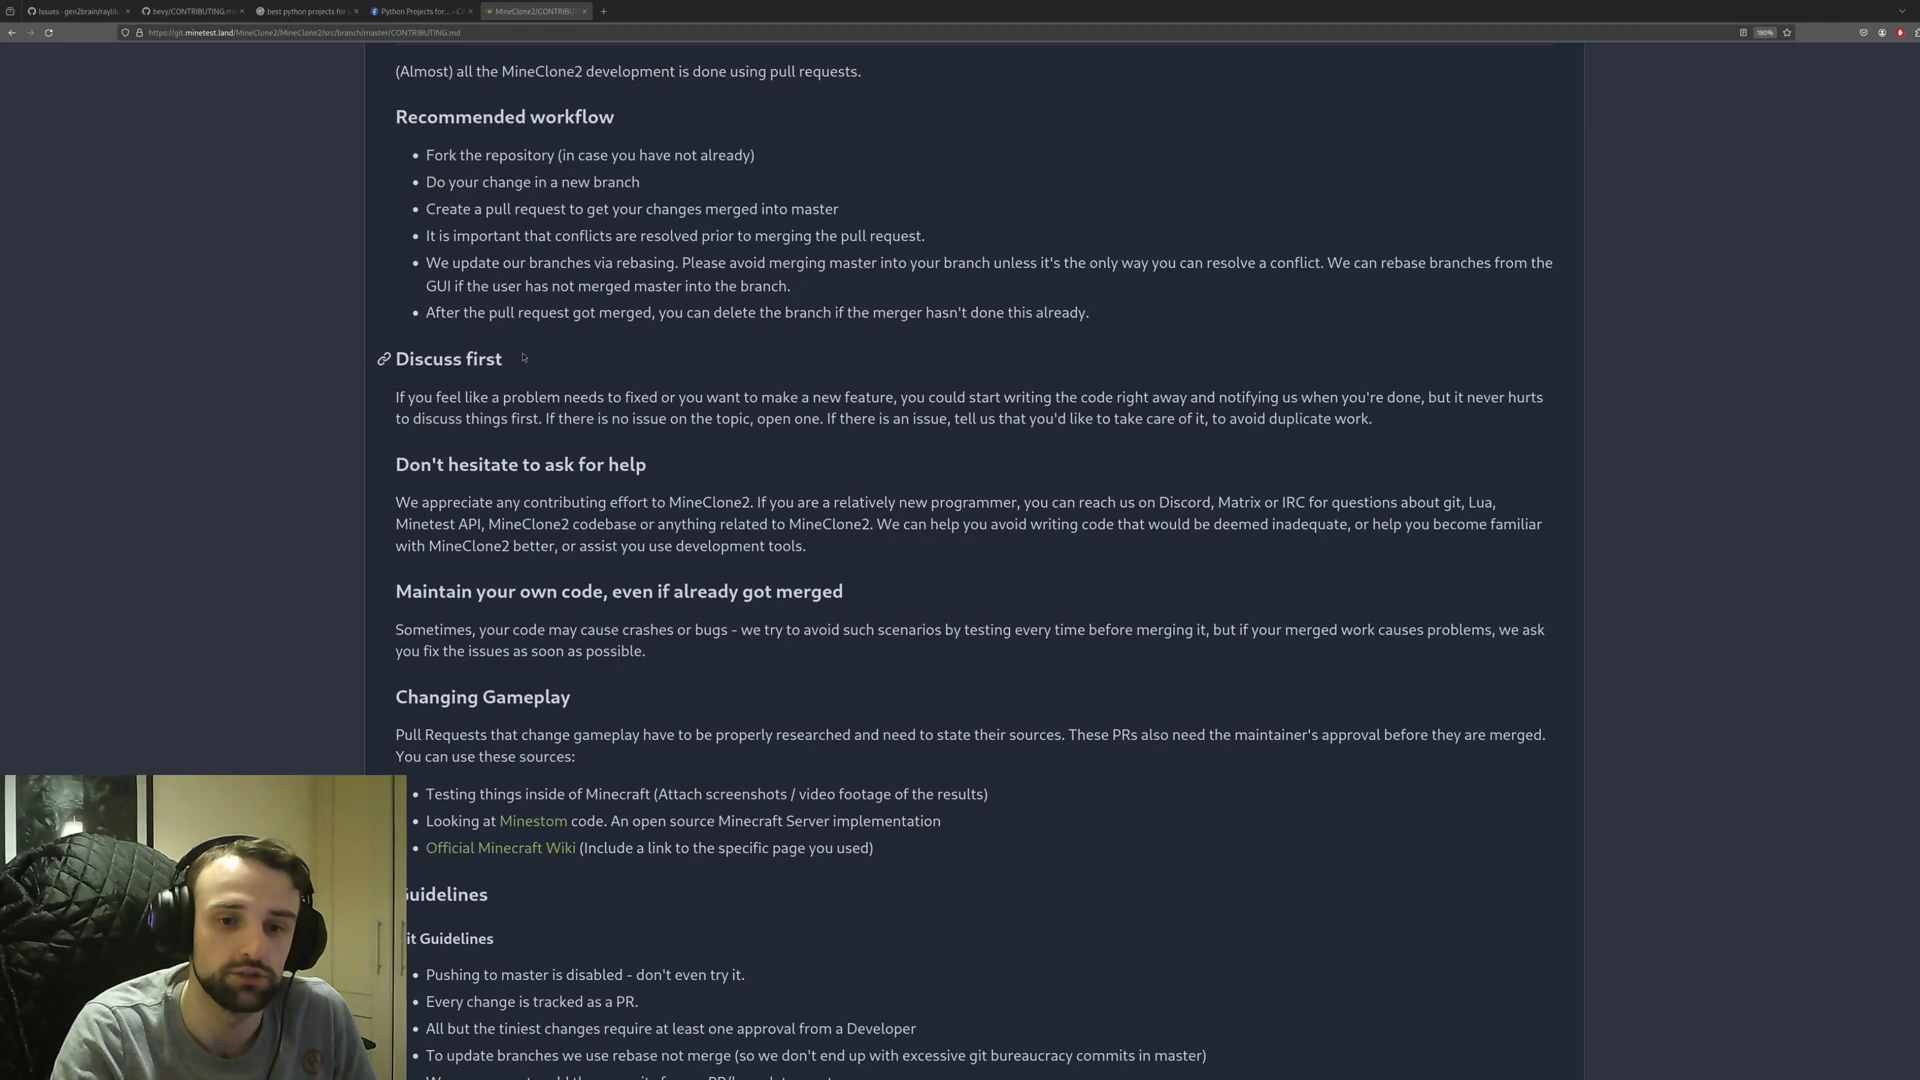 Issues · gen2brain/raylib
bevy/CONTRIBUTING.m
best python projects for
Python Projects for... – CA
MineClone2/CONTRIBU
https://git.minetest.land/MineClone2/MineClone2/src/branch/master/CONTRIBUTING.md
190%
(Almost) all the MineClone2 development is done using pull requests.
Recommended workflow
• Fork the repository (in case you have not already)
• Do your change in a new branch
• Create a pull request to get your changes merged into master
• It is important that conflicts are resolved prior to merging the pull request.
• We update our branches via rebasing. Please avoid merging master into your branch unless it's the only way you can resolve a conflict. We can rebase branches from the
GUI if the user has not merged master into the branch.
• After the pull request got merged, you can delete the branch if the merger hasn't done this already.
Discuss first
If you feel like a problem needs to fixed or you want to make a new feature, you could start writing the code right away and notifying us when you're done, but it never hurts
to discuss things first. If there is no issue on the topic, open one. If there is an issue, tell us that you'd like to take care of it, to avoid duplicate work.
Don't hesitate to ask for help
We appreciate any contributing effort to MineClone2. If you are a relatively new programmer, you can reach us on Discord, Matrix or IRC for questions about git, Lua,
Minetest API, MineClone2 codebase or anything related to MineClone2. We can help you avoid writing code that would be deemed inadequate, or help you become familiar
with MineClone2 better, or assist you use development tools.
Maintain your own code, even if already got merged
Sometimes, your code may cause crashes or bugs - we try to avoid such scenarios by testing every time before merging it, but if your merged work causes problems, we ask
you fix the issues as soon as possible.
Changing Gameplay
Pull Requests that change gameplay have to be properly researched and need to state their sources. These PRs also need the maintainer's approval before they are merged.
You can use these sources:
• Testing things inside of Minecraft (Attach screenshots / video footage of the results)
• Looking at Minestom code. An open source Minecraft Server implementation
• Official Minecraft Wiki (Include a link to the specific page you used)
uidelines
it Guidelines
• Pushing to master is disabled - don't even try it.
• Every change is tracked as a PR.
• All but the tiniest changes require at least one approval from a Developer
• To update branches we use rebase not merge (so we don't end up with excessive git bureaucracy commits in master)